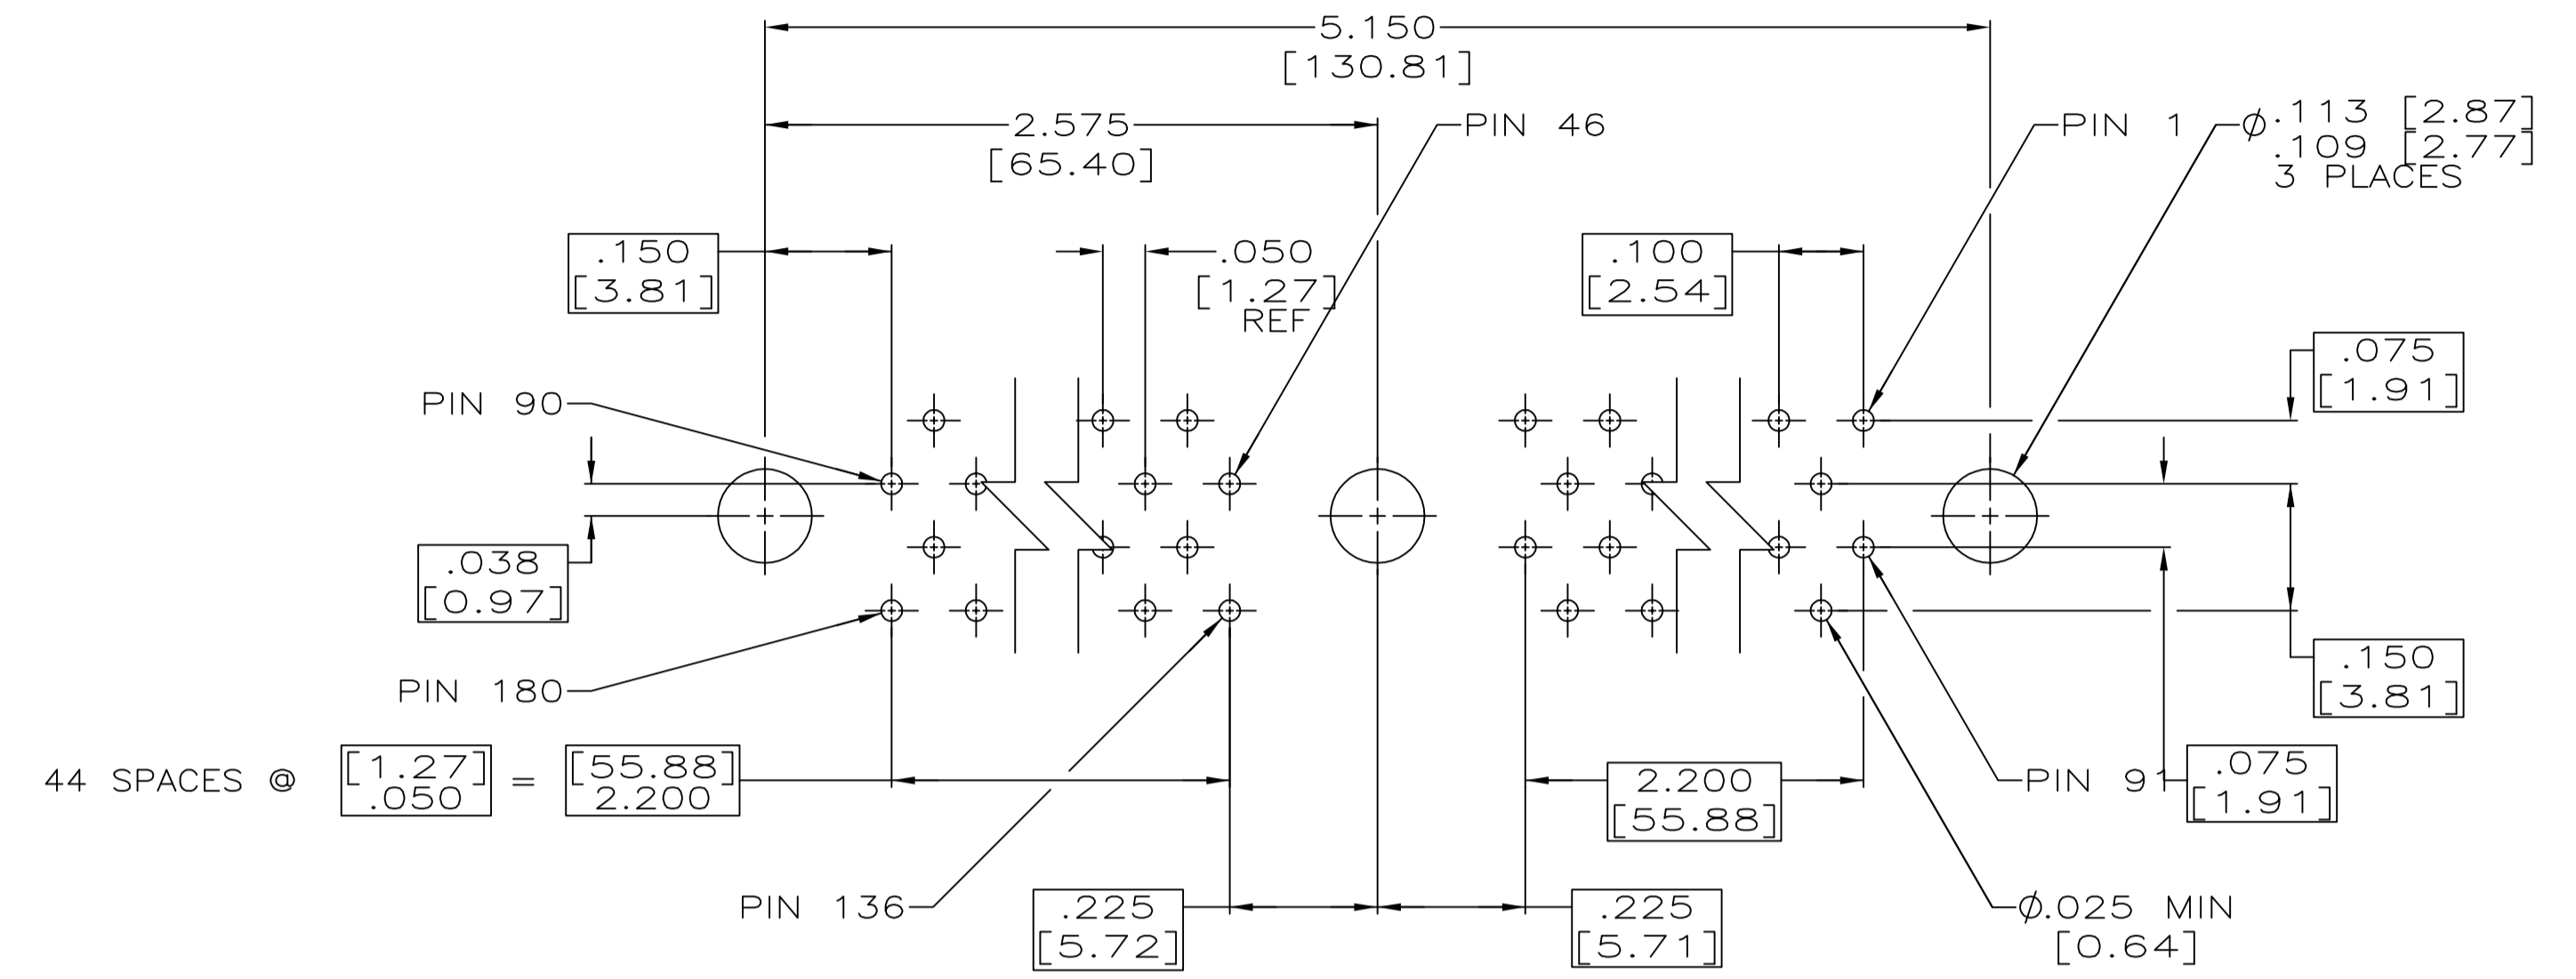 5.150
[130.81]
2.575
[65.40]
PIN 46
PIN 1
⌀.113 [2.87]
.109 [2.77]
3 PLACES
.150
[3.81]
.050
[1.27]
REF
.100
[2.54]
.075
[1.91]
PIN 90
.038
[0.97]
PIN 180
.150
[3.81]
44 SPACES @ [1.27] .050 = [55.88] 2.200
2.200
[55.88]
PIN 91
.075
[1.91]
PIN 136
.225
[5.72]
.225
[5.71]
⌀.025 MIN
[0.64]